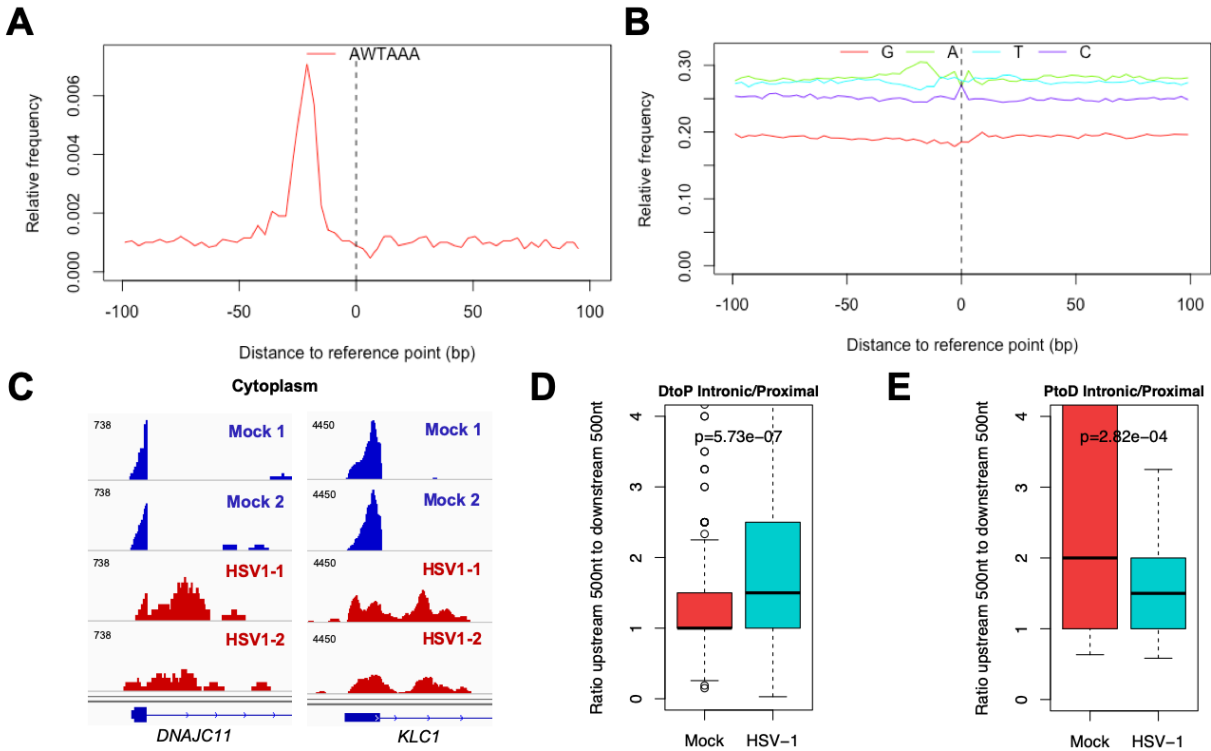 A
AWTAAA
Relative frequency
0.006
0.004
0.002
0.000
-100
-50
0
50
100
Distance to reference point (bp)
B
G A T C
Relative frequency
0.30
0.20
0.10
0.00
-100
-50
0
50
100
Distance to reference point (bp)
C
Cytoplasm
738
Mock 1
738
Mock 2
738
HSV1-1
738
HSV1-2
DNAJC11
4450
Mock 1
4450
Mock 2
4450
HSV1-1
4450
HSV1-2
KLC1
D
DtoP Intronic/Proximal
p=5.73e−07
Ratio upstream 500nt to downstream 500nt
4
3
2
1
0
Mock
HSV−1
E
PtoD Intronic/Proximal
p=2.82e−04
Ratio upstream 500nt to downstream 500nt
4
3
2
1
0
Mock
HSV−1